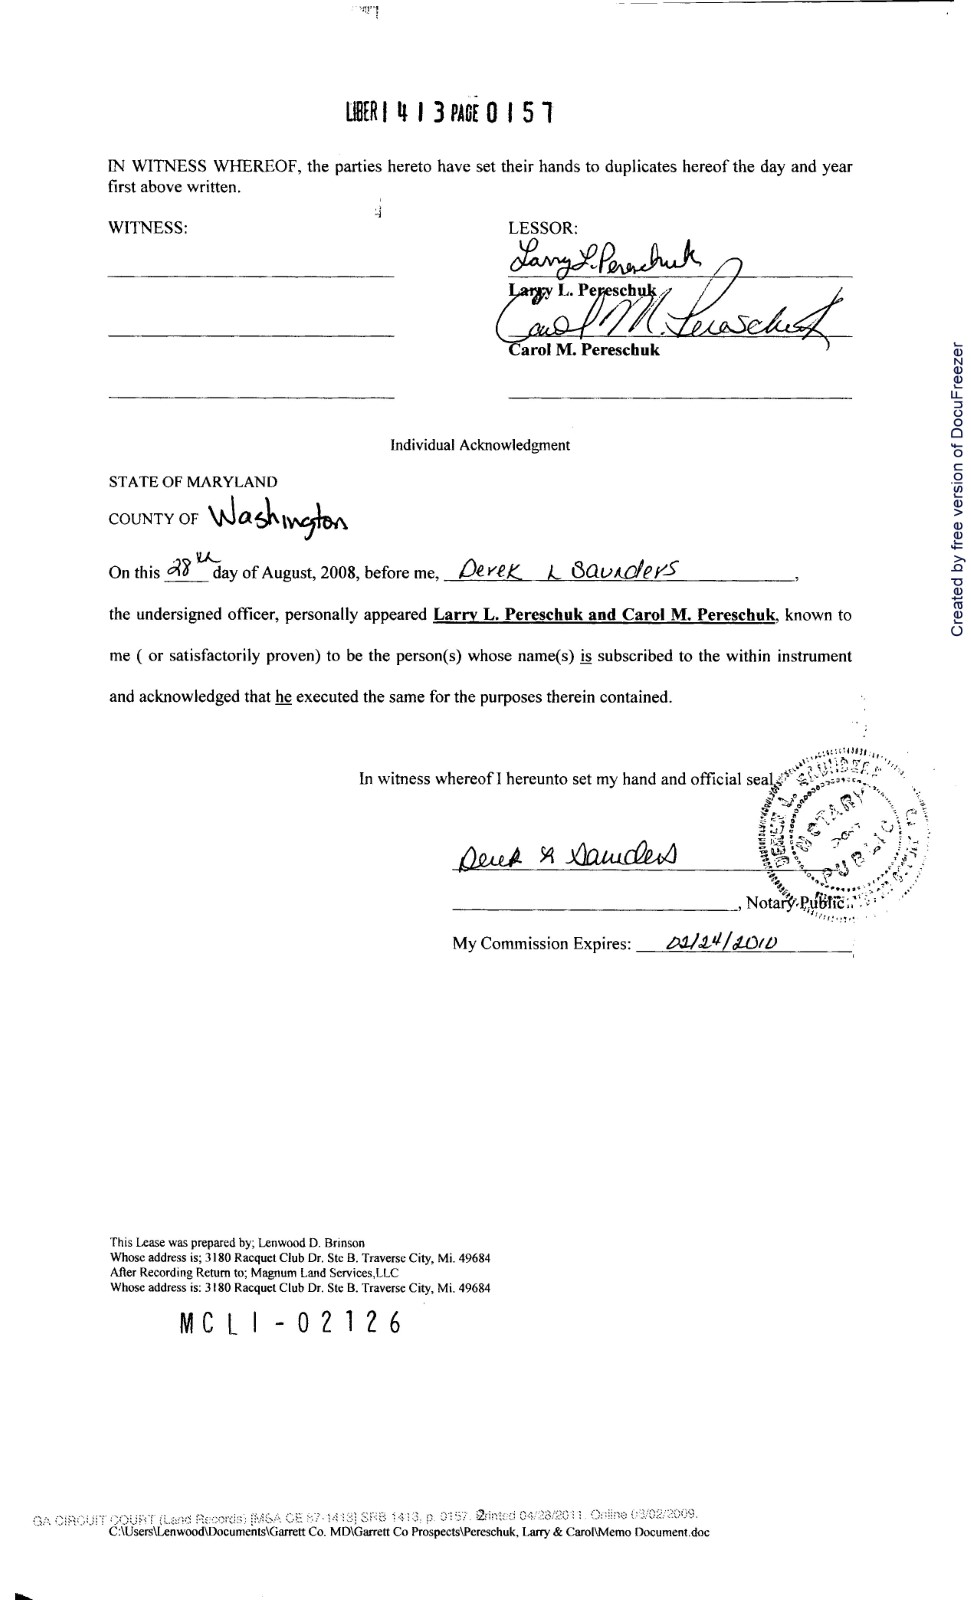 LIBER 1413 PAGE 0157
IN WITNESS WHEREOF, the parties hereto have set their hands to duplicates hereof the day and year
first above written.
WITNESS:
LESSOR:
Larry L. Pereschuk
Larry L. Pereschuk
Carol M. Pereschuk
Carol M. Pereschuk
Individual Acknowledgment
STATE OF MARYLAND
COUNTY OF Washington
On this 28th day of August, 2008, before me, Derek L Saunders,
the undersigned officer, personally appeared Larry L. Pereschuk and Carol M. Pereschuk, known to
me ( or satisfactorily proven) to be the person(s) whose name(s) is subscribed to the within instrument
and acknowledged that he executed the same for the purposes therein contained.
In witness whereof I hereunto set my hand and official seal
DEREK L. SAUNDERS
NOTARY
PUBLIC
Derek L Saunders
, Notary Public
My Commission Expires: 02/24/2010
This Lease was prepared by; Lenwood D. Brinson
Whose address is; 3180 Racquet Club Dr. Ste B. Traverse City, Mi. 49684
After Recording Return to; Magnum Land Services,LLC
Whose address is: 3180 Racquet Club Dr. Ste B. Traverse City, Mi. 49684
MCLI-02126
GA CIRCUIT COURT (Land Records) [MSA CE 67-1413] SRB 1413, p. 0157. Printed 04/28/2011. Online 03/02/2009.
2
C:\Users\Lenwood\Documents\Garrett Co. MD\Garrett Co Prospects\Pereschuk, Larry & Carol\Memo Document.doc
Created by free version of DocuFreezer